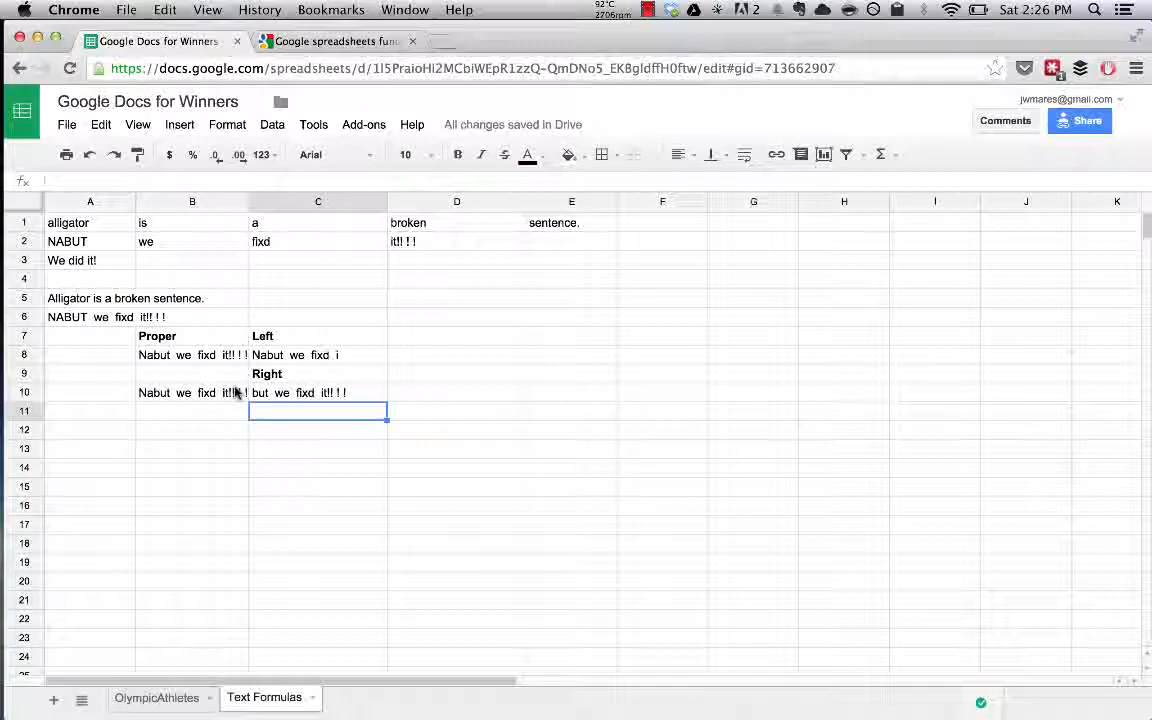 Chrome File Edit View History Bookmarks Window Help 92°C 2706rpm 2 Sat 2:26 PM
Google Docs for Winners × Google spreadsheets fun ×
https://docs.google.com/spreadsheets/d/
Google Docs for Winners jwmares@gmail.com
File Edit View Insert Format Data Tools Add-ons Help All changes saved in Drive Comments Share
$ % .0 .00 123 Arial 10 B I S A Σ
fx
A B C D E F G H I J K
1 alligator is a broken sentence.
2 NABUT we fixd it!! ! !
3 We did it!
4
5 Alligator is a broken sentence.
6 NABUT we fixd it!! ! !
7 Proper Left
8 Nabut we fixd it!! ! ! Nabut we fixd i
9 Right
10 Nabut we fixd it!! ! ! but we fixd it!! ! !
11
12
13
14
15
16
17
18
19
20
21
22
23
24
25
+ OlympicAthletes Text Formulas